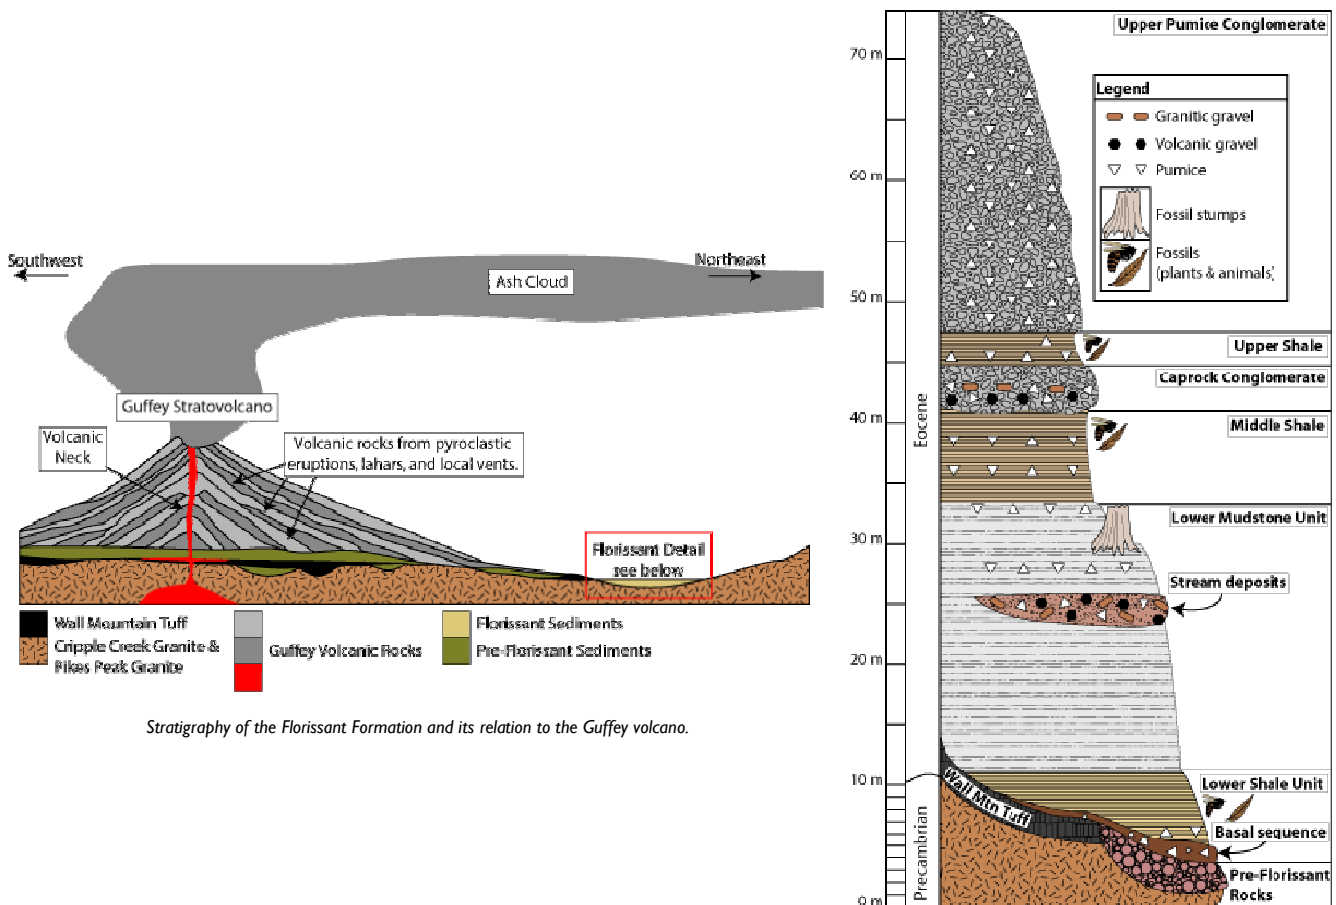 Southwest
Northeast
Ash Cloud
Guffey Stratovolcano
Volcanic
Neck
Volcanic rocks from pyroclastic
eruptions, lahars, and local vents.
Florissant Detail
see below
Wall Mountain Tuff
Cripple Creek Granite &
Pikes Peak Granite
Guffey Volcanic Rocks
Florissant Sediments
Pre-Florissant Sediments
Stratigraphy of the Florissant Formation and its relation to the Guffey volcano.
70 m
60 m
50 m
40 m
30 m
20 m
10 m
0 m
Eocene
Precambrian
Upper Pumice Conglomerate
Legend
Granitic gravel
Volcanic gravel
Pumice
Fossil stumps
Fossils
(plants & animals)
Upper Shale
Caprock Conglomerate
Middle Shale
Lower Mudstone Unit
Stream deposits
Wall Mtn Tuff
Lower Shale Unit
Basal sequence
Pre-Florissant
Rocks